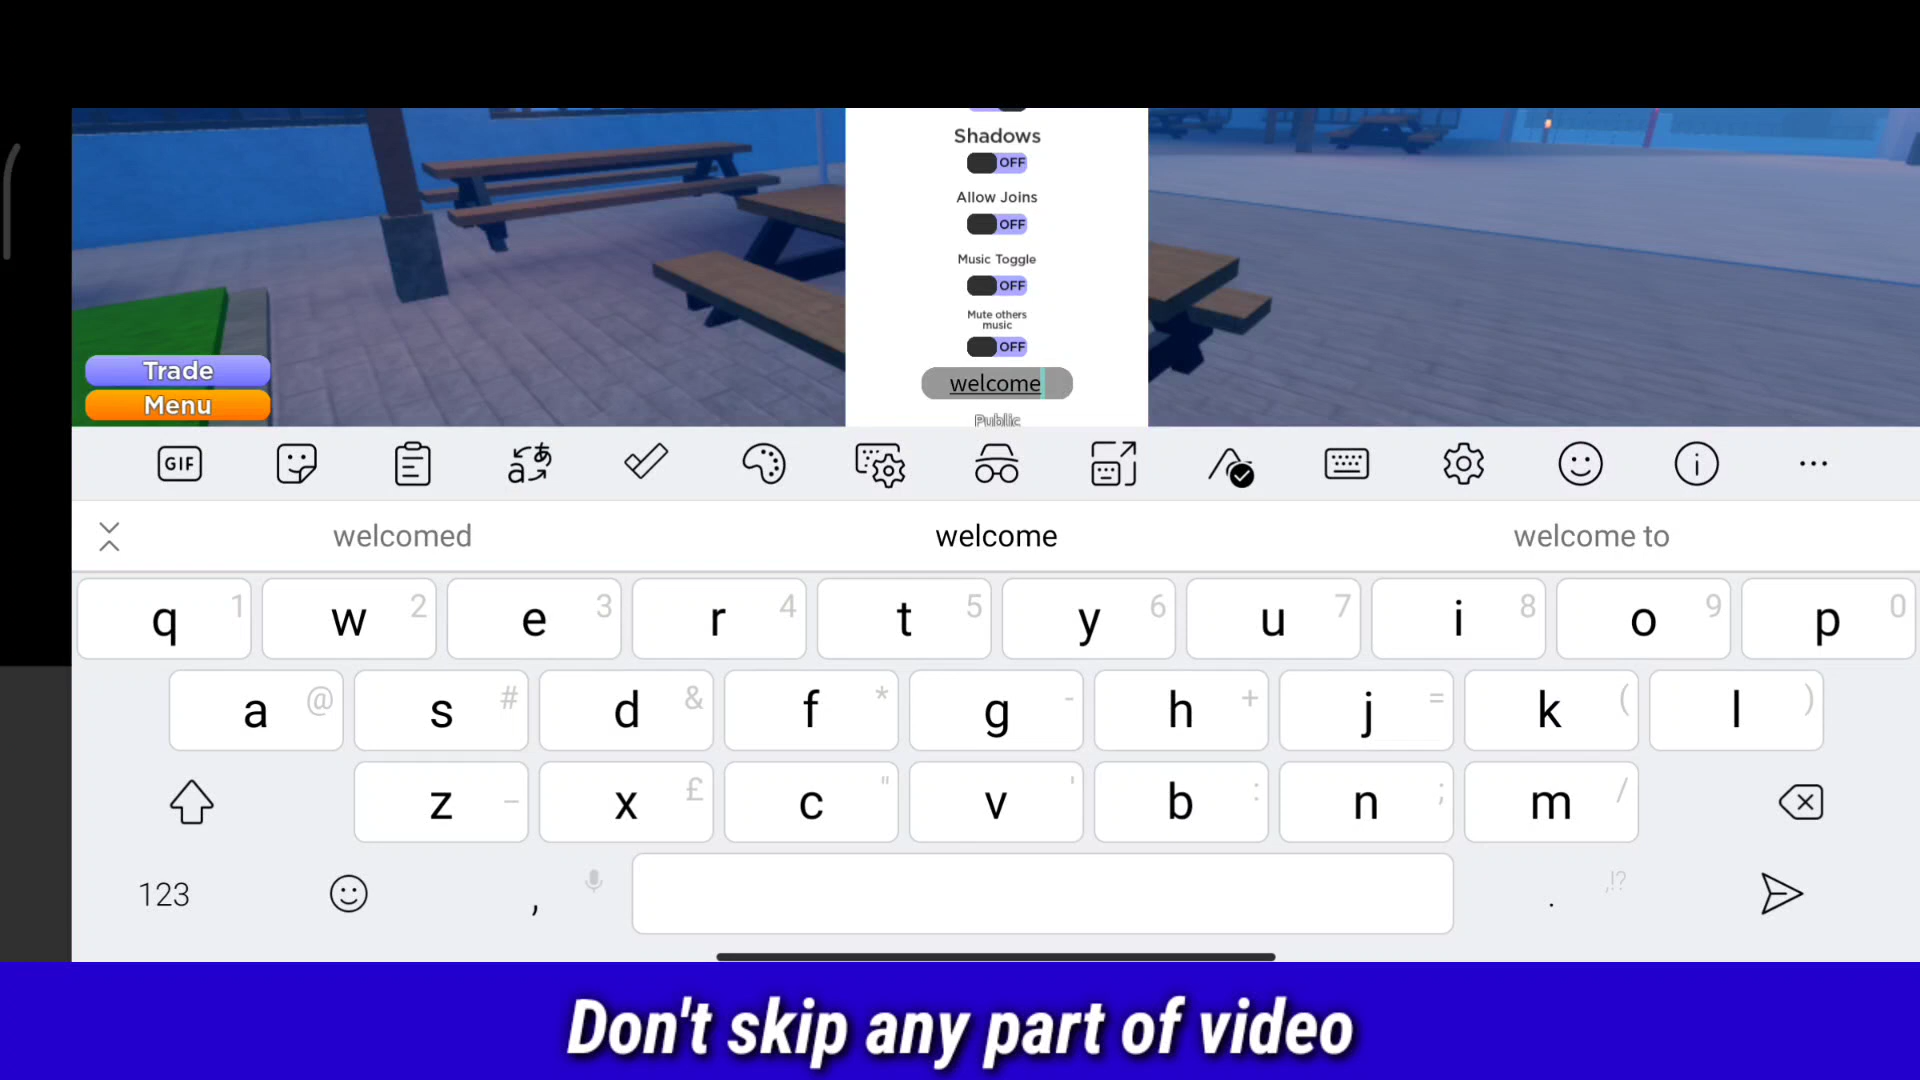 Shadows
OFF
Allow Joins
OFF
Music Toggle
OFF
Mute others
music
OFF
welcome
Public
Trade
Menu
GIF
welcomed welcome welcome to
q 1 w 2 e 3 r 4 t 5 y 6 u 7 i 8 o 9 p 0
a @ s # d & f * g - h + j = k ( l )
z _ x £ c " v ' b : n ; m /
123 , . ,!?
Don't skip any part of video